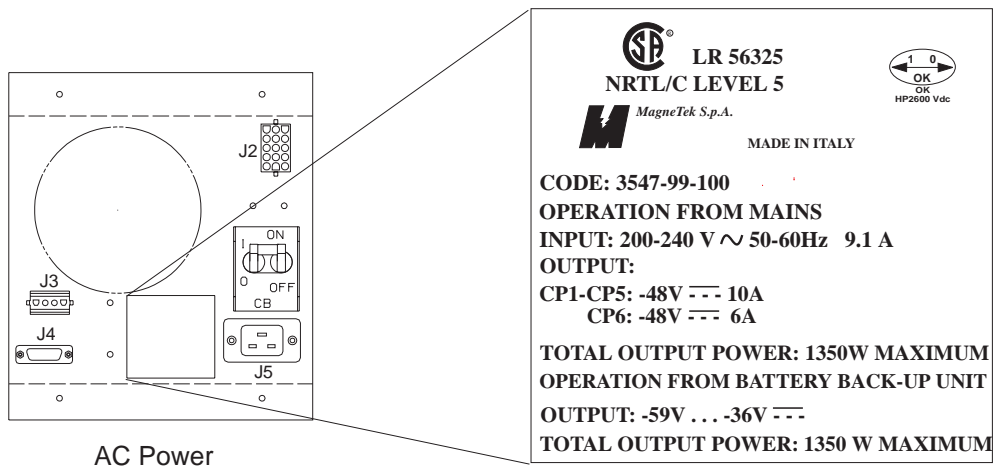 J2
ON
I
O
OFF
CB
J3
J4
J5
AC Power
SA
LR 56325
NRTL/C LEVEL 5
1 0
OK
OK
HP2600 Vdc
MagneTek S.p.A.
MADE IN ITALY
CODE: 3547-99-100
OPERATION FROM MAINS
INPUT: 200-240 V ∿ 50-60Hz 9.1 A
OUTPUT:
CP1-CP5: -48V ⎓ 10A
CP6: -48V ⎓ 6A
TOTAL OUTPUT POWER: 1350W MAXIMUM
OPERATION FROM BATTERY BACK-UP UNIT
OUTPUT: -59V . . . -36V ⎓
TOTAL OUTPUT POWER: 1350 W MAXIMUM